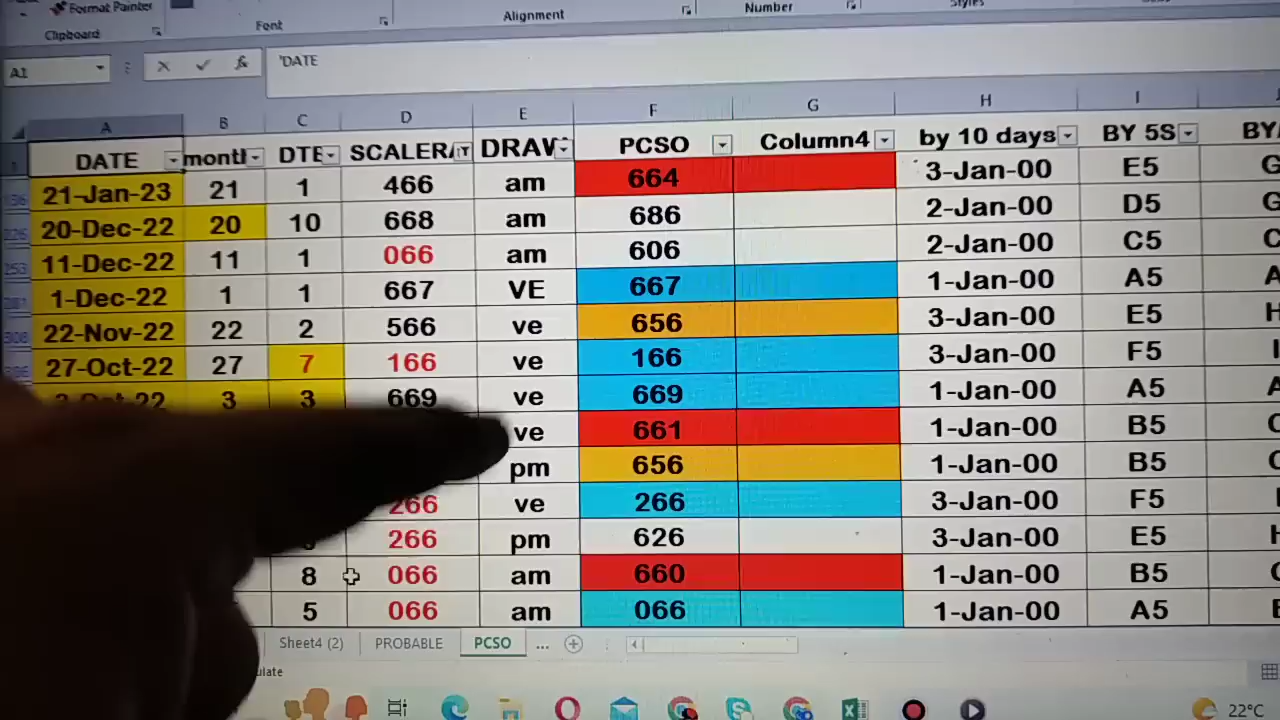 Format Painter
Clipboard
Font
Alignment
Number
Styles
A1
'DATE
A B C D E F G H I
DATE month DTE SCALERA DRAW PCSO Column4 by 10 days BY 5S BY
21-Jan-23 21 1 466 am 664 3-Jan-00 E5 G
20-Dec-22 20 10 668 am 686 2-Jan-00 D5 G
11-Dec-22 11 1 066 am 606 2-Jan-00 C5 C
1-Dec-22 1 1 667 VE 667 1-Jan-00 A5 A
22-Nov-22 22 2 566 ve 656 3-Jan-00 E5 H
27-Oct-22 27 7 166 ve 166 3-Jan-00 F5 I
3 3 669 ve 669 1-Jan-00 A5 A
ve 661 1-Jan-00 B5
pm 656 1-Jan-00 B5
266 ve 266 3-Jan-00 F5
266 pm 626 3-Jan-00 E5 H
8 066 am 660 1-Jan-00 B5
5 066 am 066 1-Jan-00 A5
Sheet4 (2) PROBABLE PCSO ...
ulate
22°C